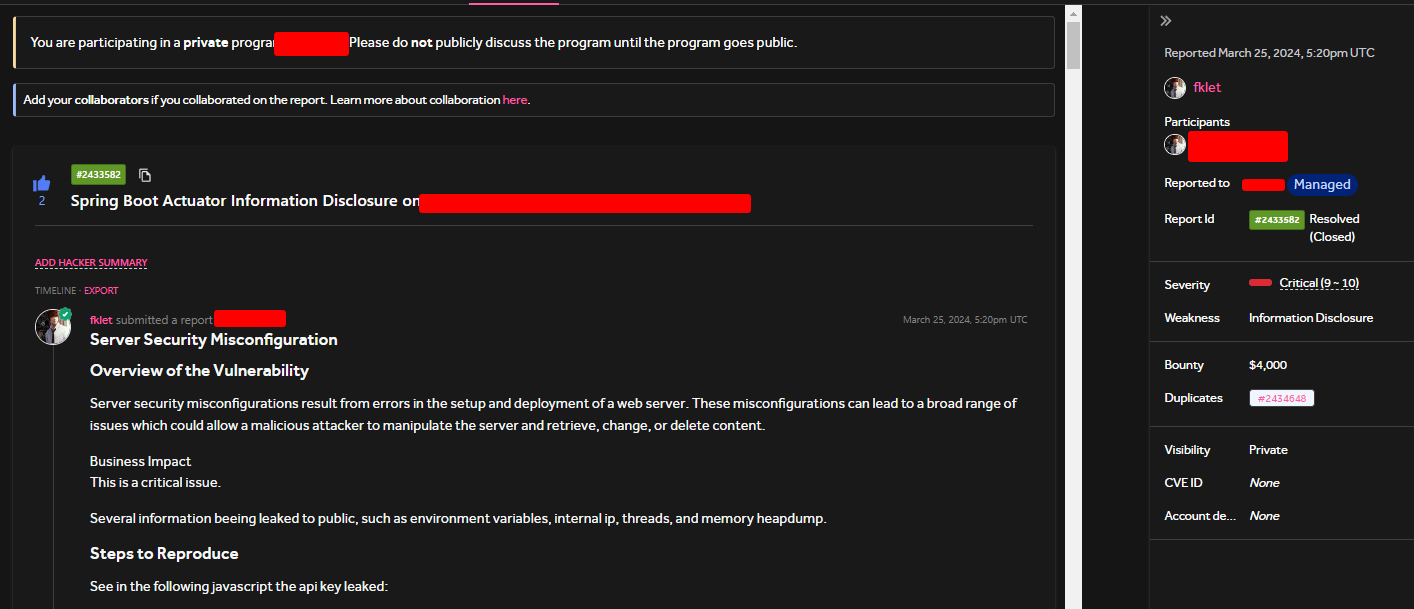 You are participating in a private progra Please do not publicly discuss the program until the program goes public.
Add your collaborators if you collaborated on the report. Learn more about collaboration here.
#2433582
2
Spring Boot Actuator Information Disclosure on
ADD HACKER SUMMARY
TIMELINE · EXPORT
fklet submitted a report
March 25, 2024, 5:20pm UTC
Server Security Misconfiguration
Overview of the Vulnerability
Server security misconfigurations result from errors in the setup and deployment of a web server. These misconfigurations can lead to a broad range of
issues which could allow a malicious attacker to manipulate the server and retrieve, change, or delete content.
Business Impact
This is a critical issue.
Several information beeing leaked to public, such as environment variables, internal ip, threads, and memory heapdump.
Steps to Reproduce
See in the following javascript the api key leaked:
Reported March 25, 2024, 5:20pm UTC
fklet
Participants
Reported to Managed
Report Id #2433582 Resolved
(Closed)
Severity Critical (9 ~ 10)
Weakness Information Disclosure
Bounty $4,000
Duplicates #2434648
Visibility Private
CVE ID None
Account de... None